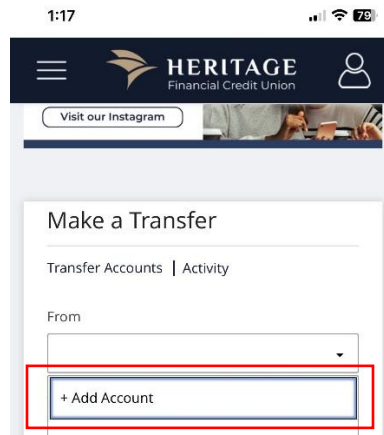 1:17
79
HERITAGE
Financial Credit Union
Visit our Instagram
Make a Transfer
Transfer Accounts | Activity
From
+ Add Account